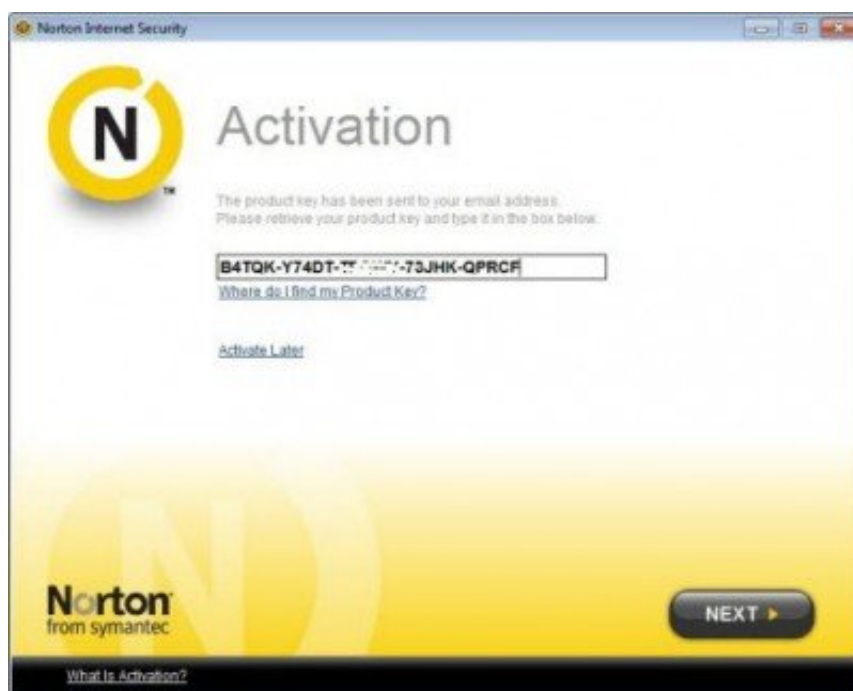 Norton Internet Security
N
TM
Activation
The product key has been sent to your email address.
Please retrieve your product key and type it in the box below.
B4TQK-Y74DT- -73JHK-QPRCF
Where do I find my Product Key?
Activate Later
Norton
from symantec
NEXT
What Is Activation?